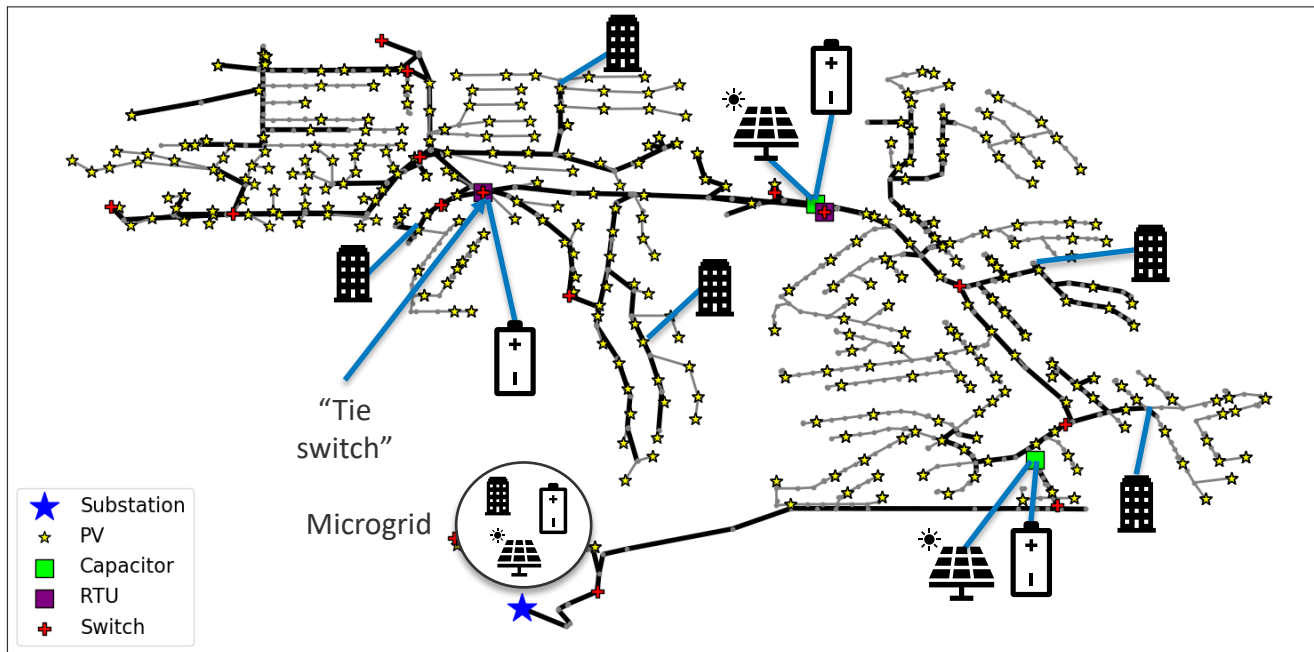 “Tie
switch”
Microgrid
Substation
PV
Capacitor
RTU
Switch